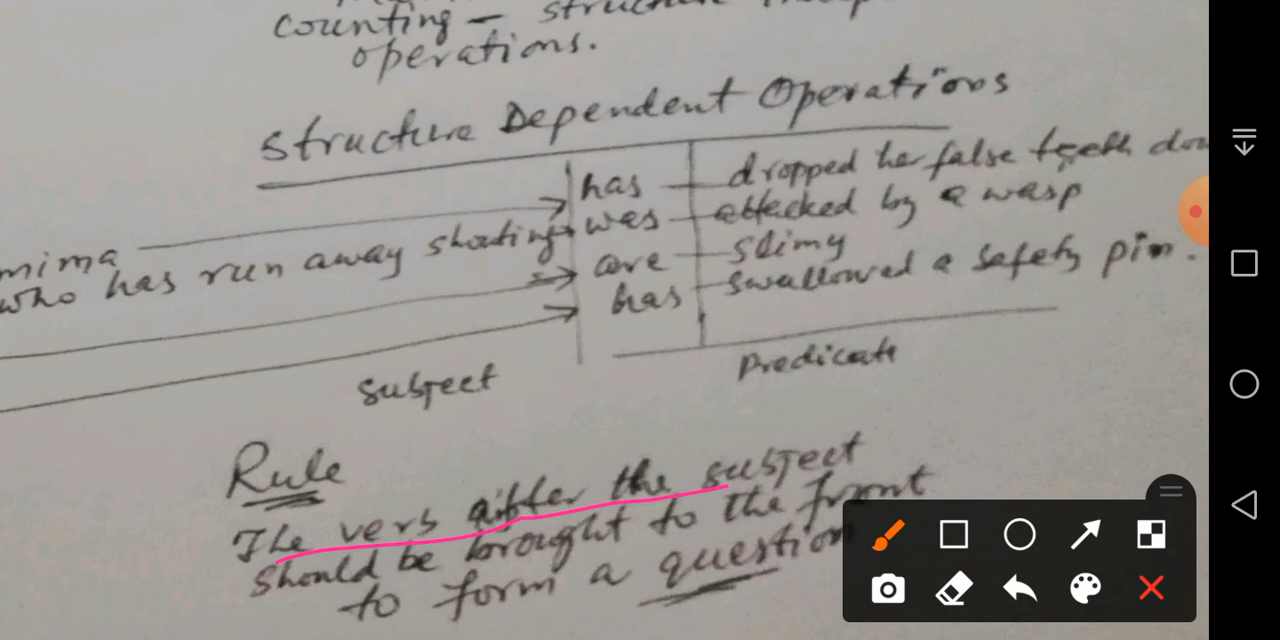 counting — structure
operations.
Structure Dependent Operations
has dropped her false teeth
mima was attacked by a wasp
who has run away shouting are slimy
has swallowed a safety pin.
Subject Predicate
Rule
The verb after the subject
should be brought to the front
to form a question